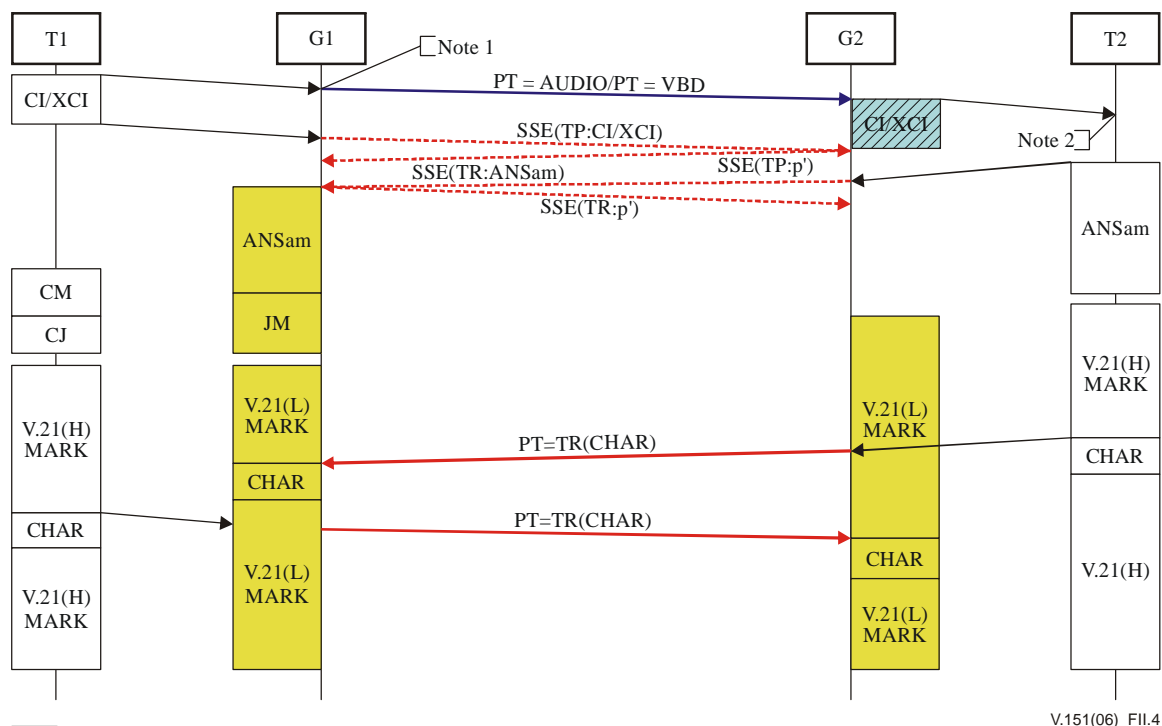 T1
G1
G2
T2
Note 1
CI/XCI
PT = AUDIO/PT = VBD
CI/XCI
SSE(TP:CI/XCI)
Note 2
SSE(TR:ANSam)
SSE(TP:p')
SSE(TR:p')
ANSam
ANSam
CM
CJ
JM
V.21(H)
MARK
V.21(L)
MARK
V.21(L)
MARK
V.21(H)
MARK
PT=TR(CHAR)
CHAR
CHAR
CHAR
PT=TR(CHAR)
V.21(H)
MARK
V.21(L)
MARK
CHAR
V.21(L)
MARK
V.21(H)
V.151(06)_FII.4